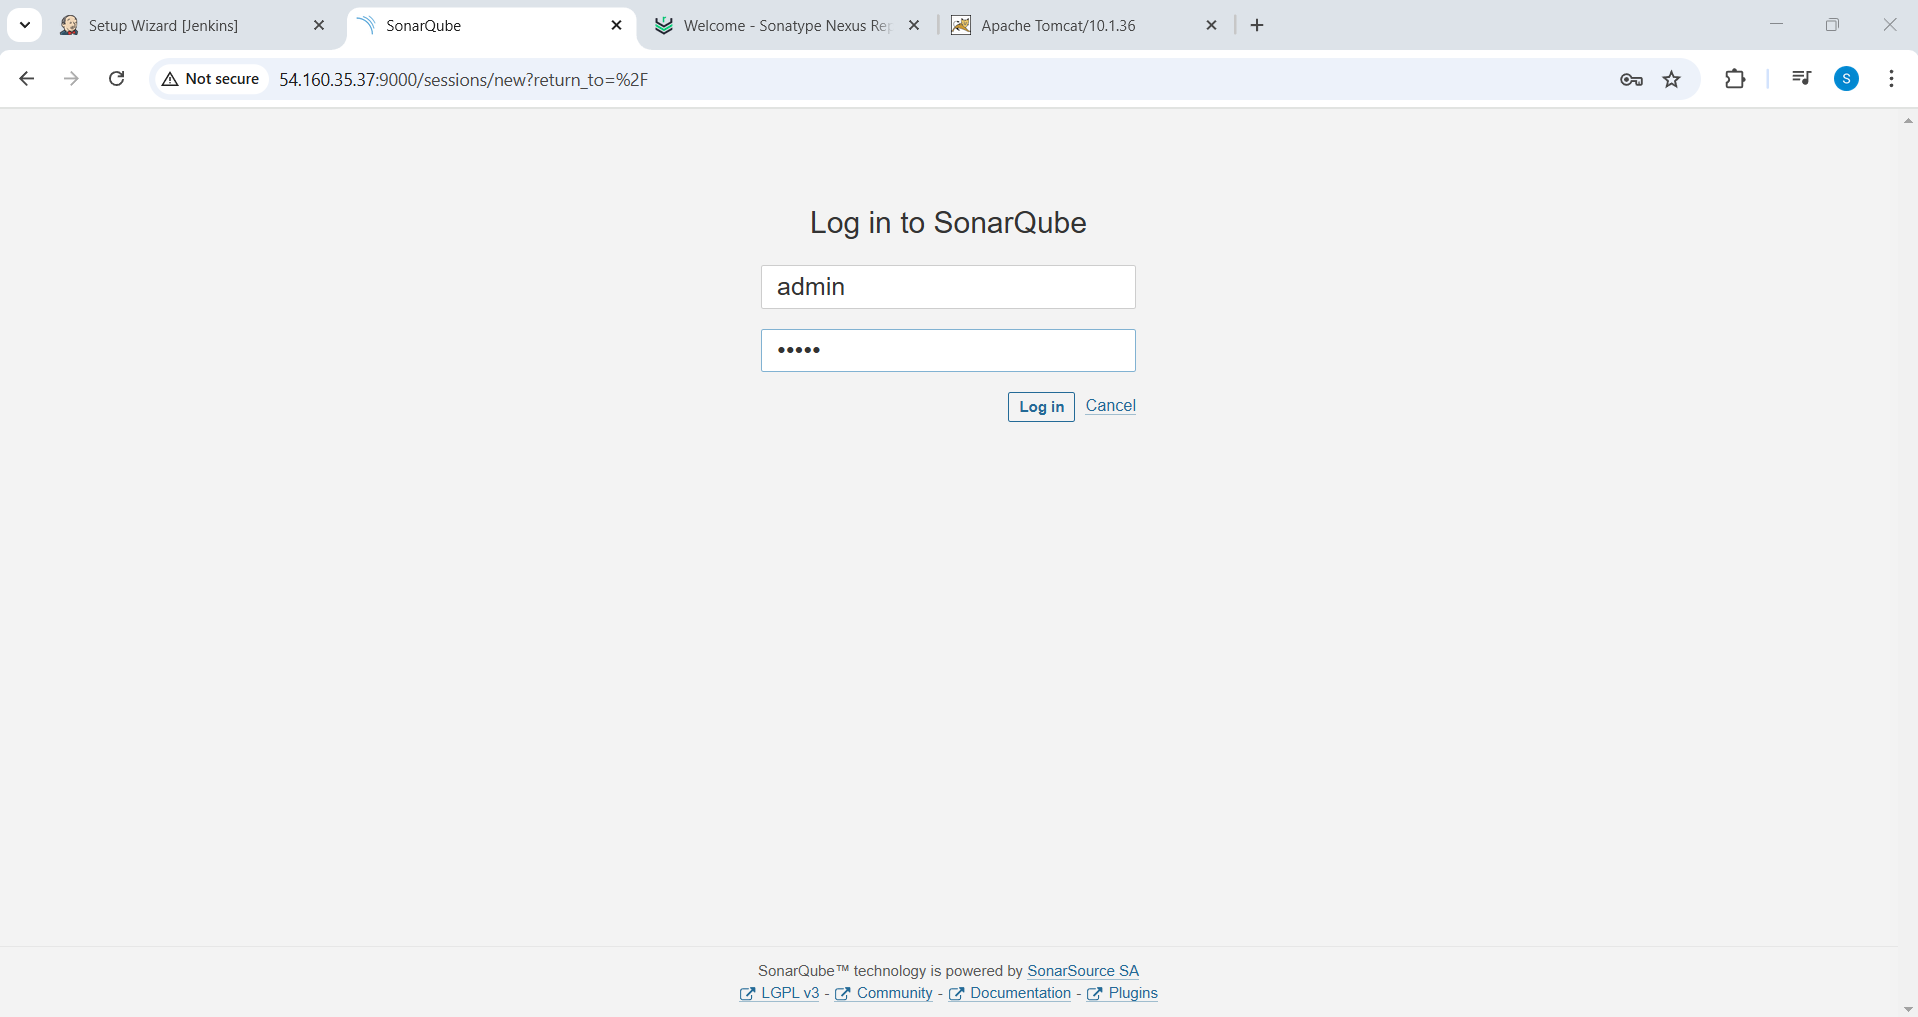 Setup Wizard [Jenkins]
SonarQube
Welcome - Sonatype Nexus Rep
Apache Tomcat/10.1.36
Not secure
54.160.35.37:9000/sessions/new?return_to=%2F
S
Log in to SonarQube
admin
•••••
Log in
Cancel
SonarQube™ technology is powered by SonarSource SA
LGPL v3 - Community - Documentation - Plugins